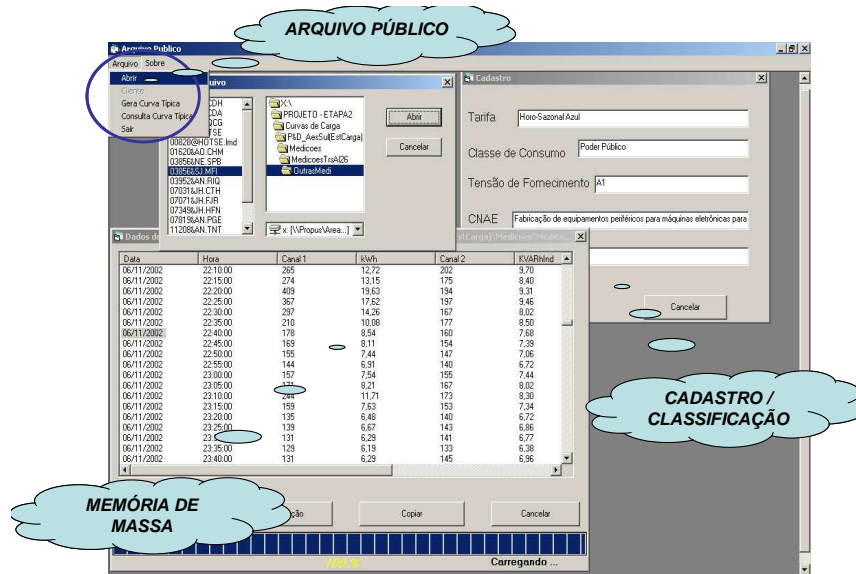 ARQUIVO PÚBLICO
Arquivo Publico
Arquivo Sobre
Abrir
Cliente
Gera Curva Típica
Consulta Curva Típica
Sair
00828@HOTSE.lmd
01620&AO.CHM
03856&NE.SPB
03856&SJ.MFI
03952&AN.RIQ
07031&JH.CTH
07071&JH.FJR
07349&JH.HFN
07819&AN.PGE
11208&AN.TNT
X:\
PROJETO - ETAPA2
Curvas de Carga
P&D_AesSul(EstCarga)
Medicoes
MedicoesTrsAl26
OutrasMedi
x: [\\Propus\Area...]
Abrir
Cancelar
Cadastro
Tarifa Horo-Sazonal Azul
Classe de Consumo Poder Público
Tensão de Fornecimento A1
CNAE Fabricação de equipamentos periféricos para máquinas eletrônicas para
Cancelar
Data Hora Canal 1 kWh Canal 2 KVARhInd
06/11/2002 22:10:00 265 12,72 202 9,70
06/11/2002 22:15:00 274 13,15 175 8,40
06/11/2002 22:20:00 409 19,63 194 9,31
06/11/2002 22:25:00 367 17,62 197 9,46
06/11/2002 22:30:00 297 14,26 167 8,02
06/11/2002 22:35:00 210 10,08 177 8,50
06/11/2002 22:40:00 178 8,54 160 7,68
06/11/2002 22:45:00 169 8,11 154 7,39
06/11/2002 22:50:00 155 7,44 147 7,06
06/11/2002 22:55:00 144 6,91 140 6,72
06/11/2002 23:00:00 157 7,54 155 7,44
06/11/2002 23:05:00 171 8,21 167 8,02
06/11/2002 23:10:00 244 11,71 173 8,30
06/11/2002 23:15:00 159 7,63 153 7,34
06/11/2002 23:20:00 135 6,48 140 6,72
06/11/2002 23:25:00 139 6,67 143 6,86
06/11/2002 131 6,29 141 6,77
06/11/2002 23:35:00 129 6,19 133 6,38
06/11/2002 23:40:00 131 6,29 145 6,96
Copiar
Cancelar
100 %
Carregando ...
CADASTRO /
CLASSIFICAÇÃO
MEMÓRIA DE
MASSA